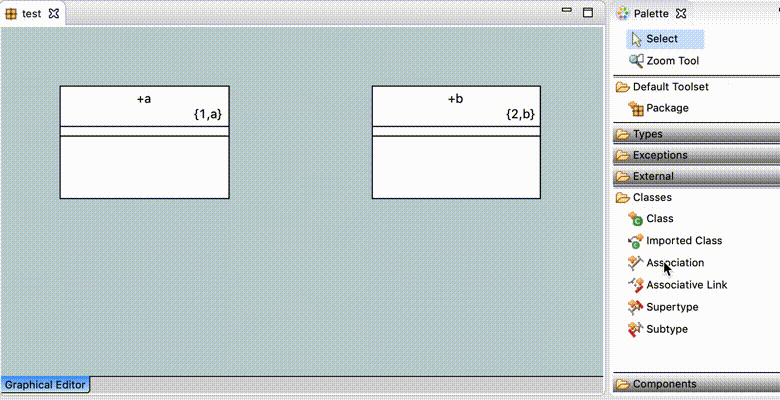 test
+a
{1,a}
+b
{2,b}
Graphical Editor
Palette
Select
Zoom Tool
Default Toolset
Package
Types
Exceptions
External
Classes
Class
Imported Class
Association
Associative Link
Supertype
Subtype
Components